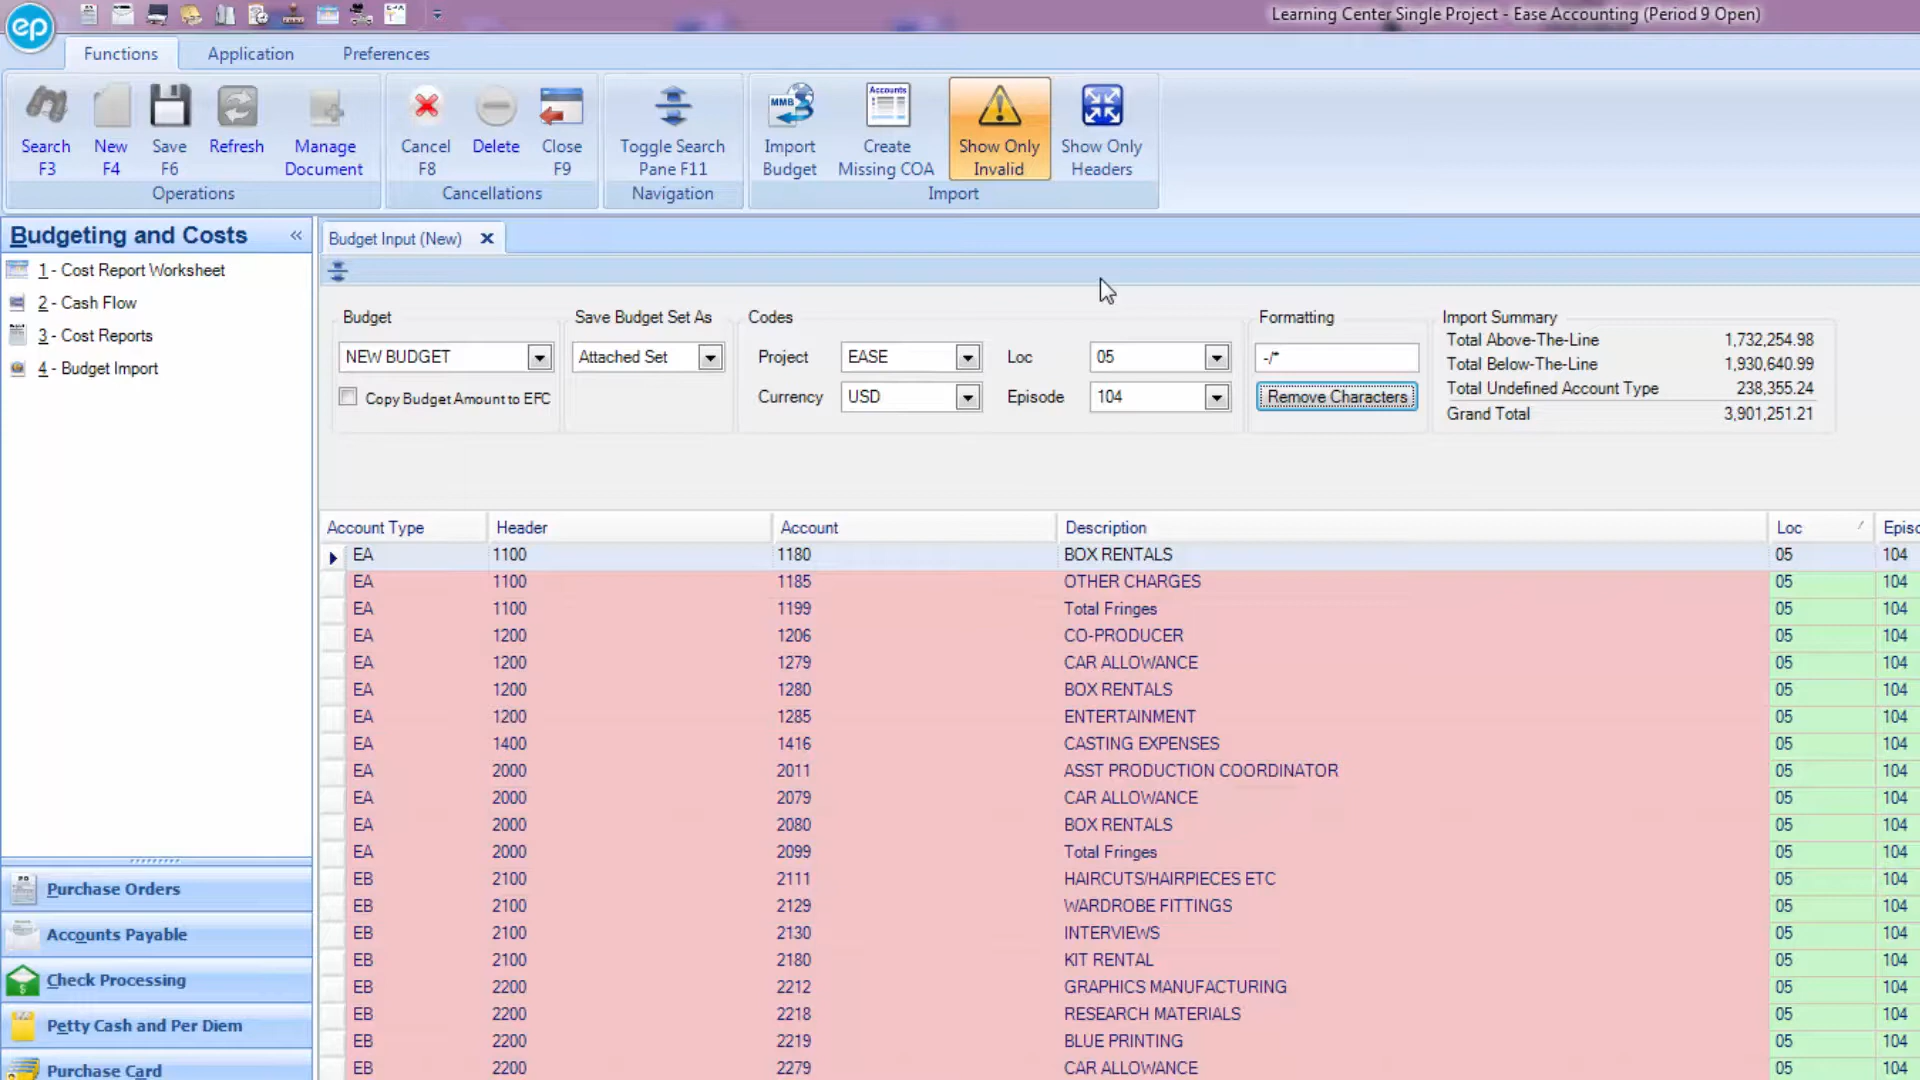 ep
Learning Center Single Project - Ease Accounting (Period 9 Open)
Functions
Application
Preferences
Search F3
New F4
Save F6
Refresh
Manage Document
Operations
Cancel F8
Delete
Close F9
Cancellations
Toggle Search Pane F11
Navigation
MMB
Import Budget
Accounts
Create Missing COA
Show Only Invalid
Show Only Headers
Import
Budgeting and Costs «
1 - Cost Report Worksheet
2 - Cash Flow
3 - Cost Reports
4 - Budget Import
Purchase Orders
Accounts Payable
Check Processing
Petty Cash and Per Diem
Purchase Card
Budget Input (New)
Budget
NEW BUDGET
Copy Budget Amount to EFC
Save Budget Set As
Attached Set
Codes
Project EASE Loc 05
Currency USD Episode 104
Formatting
-/*
Remove Characters
Import Summary
Total Above-The-Line 1,732,254.98
Total Below-The-Line 1,930,640.99
Total Undefined Account Type 238,355.24
Grand Total 3,901,251.21
Account Type Header Account Description Loc Episo
EA 1100 1180 BOX RENTALS 05 104
EA 1100 1185 OTHER CHARGES 05 104
EA 1100 1199 Total Fringes 05 104
EA 1200 1206 CO-PRODUCER 05 104
EA 1200 1279 CAR ALLOWANCE 05 104
EA 1200 1280 BOX RENTALS 05 104
EA 1200 1285 ENTERTAINMENT 05 104
EA 1400 1416 CASTING EXPENSES 05 104
EA 2000 2011 ASST PRODUCTION COORDINATOR 05 104
EA 2000 2079 CAR ALLOWANCE 05 104
EA 2000 2080 BOX RENTALS 05 104
EA 2000 2099 Total Fringes 05 104
EB 2100 2111 HAIRCUTS/HAIRPIECES ETC 05 104
EB 2100 2129 WARDROBE FITTINGS 05 104
EB 2100 2130 INTERVIEWS 05 104
EB 2100 2180 KIT RENTAL 05 104
EB 2200 2212 GRAPHICS MANUFACTURING 05 104
EB 2200 2218 RESEARCH MATERIALS 05 104
EB 2200 2219 BLUE PRINTING 05 104
EB 2200 2279 CAR ALLOWANCE 05 104